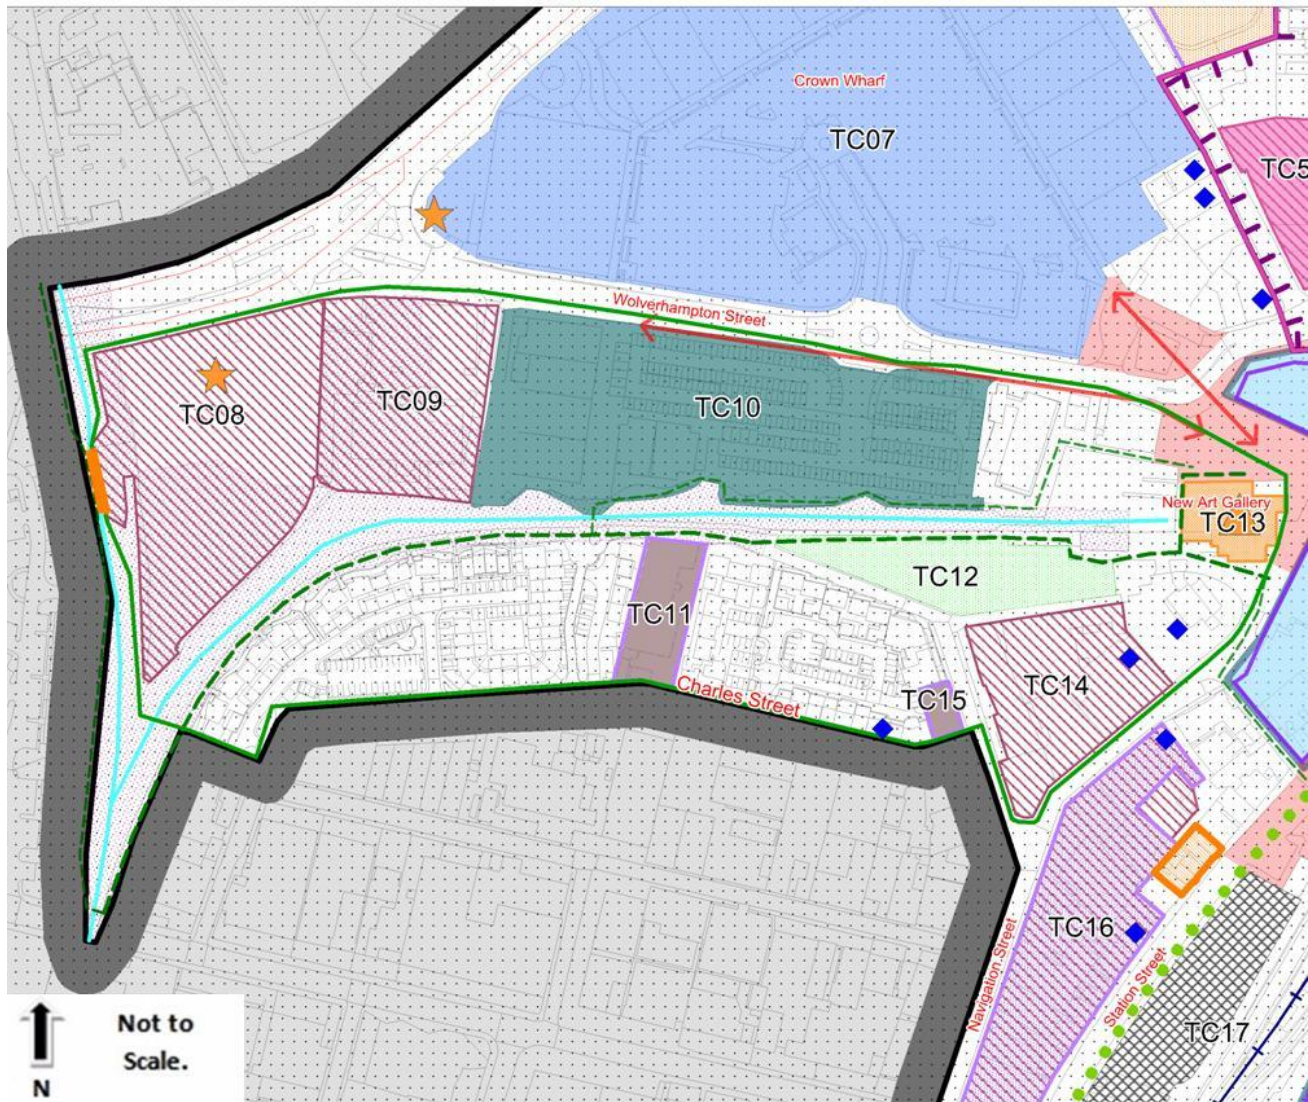 Crown Wharf
TC07
TC5
Wolverhampton Street
TC08
TC09
TC10
New Art Gallery
TC13
TC12
TC11
Charles Street
TC15
TC14
TC16
Navigation Street
Station Street
TC17
Not to
Scale.
N